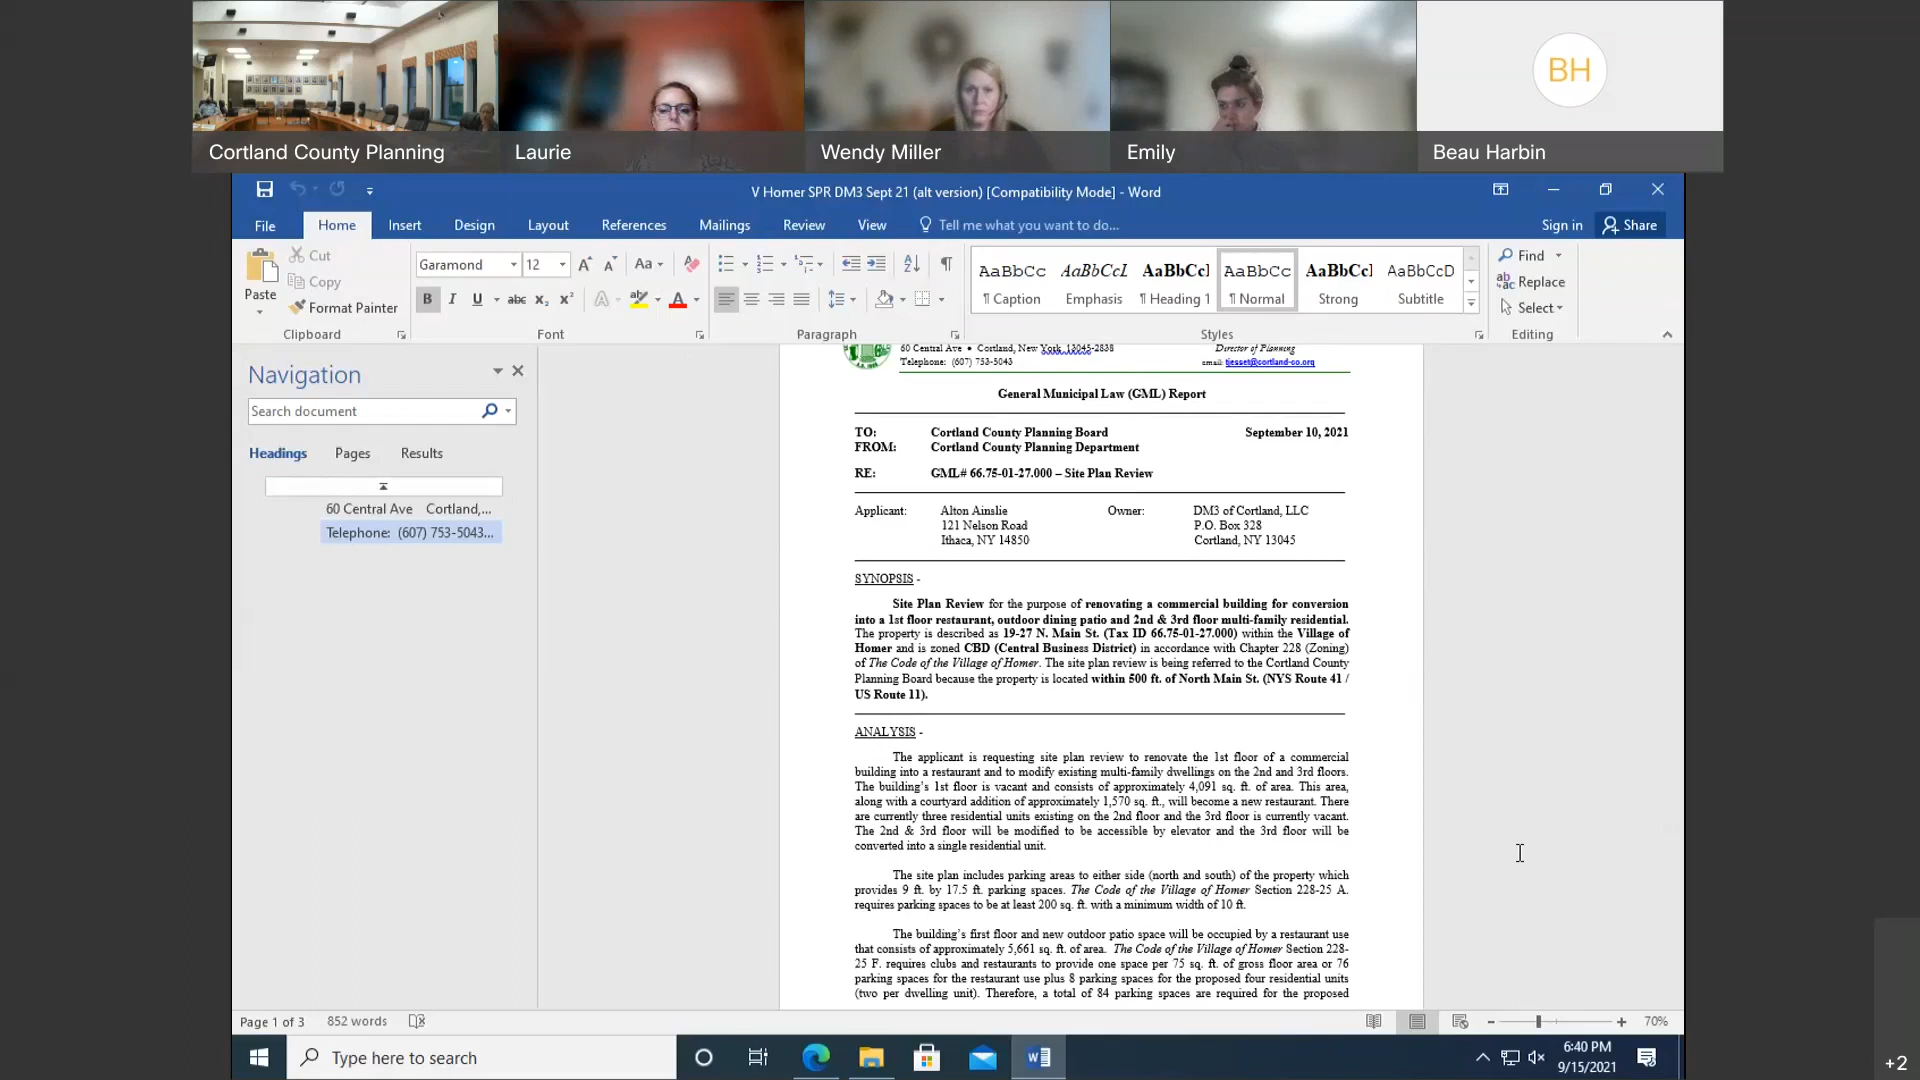 Cortland County Planning
Laurie
Wendy Miller
Emily
BH
Beau Harbin
V Homer SPR DM3 Sept 21 (alt version) [Compatibility Mode] - Word
File
Home
Insert
Design
Layout
References
Mailings
Review
View
Tell me what you want to do...
Sign in
Share
Paste
Cut
Copy
Format Painter
Clipboard
Garamond
12
Font
Paragraph
AaBbCc
¶ Caption
AaBbCcL
Emphasis
AaBbCcI
¶ Heading 1
AaBbCc
¶ Normal
AaBbCcI
Strong
AaBbCcD
Subtitle
Styles
Find
Replace
Select
Editing
Navigation
Search document
Headings
Pages
Results
60 Central Ave Cortland,...
Telephone: (607) 753-5043...
60 Central Ave • Cortland, New York, 13045-2838
Director of Planning
Telephone: (607) 753-5043
email: tjesset@cortland-co.org
General Municipal Law (GML) Report
TO: Cortland County Planning Board September 10, 2021
FROM: Cortland County Planning Department
RE: GML# 66.75-01-27.000 – Site Plan Review
Applicant: Alton Ainslie Owner: DM3 of Cortland, LLC
121 Nelson Road P.O. Box 328
Ithaca, NY 14850 Cortland, NY 13045
SYNOPSIS -
Site Plan Review for the purpose of renovating a commercial building for conversion
into a 1st floor restaurant, outdoor dining patio and 2nd & 3rd floor multi-family residential.
The property is described as 19-27 N. Main St. (Tax ID 66.75-01-27.000) within the Village of
Homer and is zoned CBD (Central Business District) in accordance with Chapter 228 (Zoning)
of The Code of the Village of Homer. The site plan review is being referred to the Cortland County
Planning Board because the property is located within 500 ft. of North Main St. (NYS Route 41 /
US Route 11).
ANALYSIS -
The applicant is requesting site plan review to renovate the 1st floor of a commercial
building into a restaurant and to modify existing multi-family dwellings on the 2nd and 3rd floors.
The building's 1st floor is vacant and consists of approximately 4,091 sq. ft. of area. This area,
along with a courtyard addition of approximately 1,570 sq. ft., will become a new restaurant. There
are currently three residential units existing on the 2nd floor and the 3rd floor is currently vacant.
The 2nd & 3rd floor will be modified to be accessible by elevator and the 3rd floor will be
converted into a single residential unit.
The site plan includes parking areas to either side (north and south) of the property which
provides 9 ft. by 17.5 ft. parking spaces. The Code of the Village of Homer Section 228-25 A.
requires parking spaces to be at least 200 sq. ft. with a minimum width of 10 ft.
The building's first floor and new outdoor patio space will be occupied by a restaurant use
that consists of approximately 5,661 sq. ft. of area. The Code of the Village of Homer Section 228-
25 F. requires clubs and restaurants to provide one space per 75 sq. ft. of gross floor area or 76
parking spaces for the restaurant use plus 8 parking spaces for the proposed four residential units
(two per dwelling unit). Therefore, a total of 84 parking spaces are required for the proposed
Page 1 of 3
852 words
70%
Type here to search
6:40 PM
9/15/2021
+2